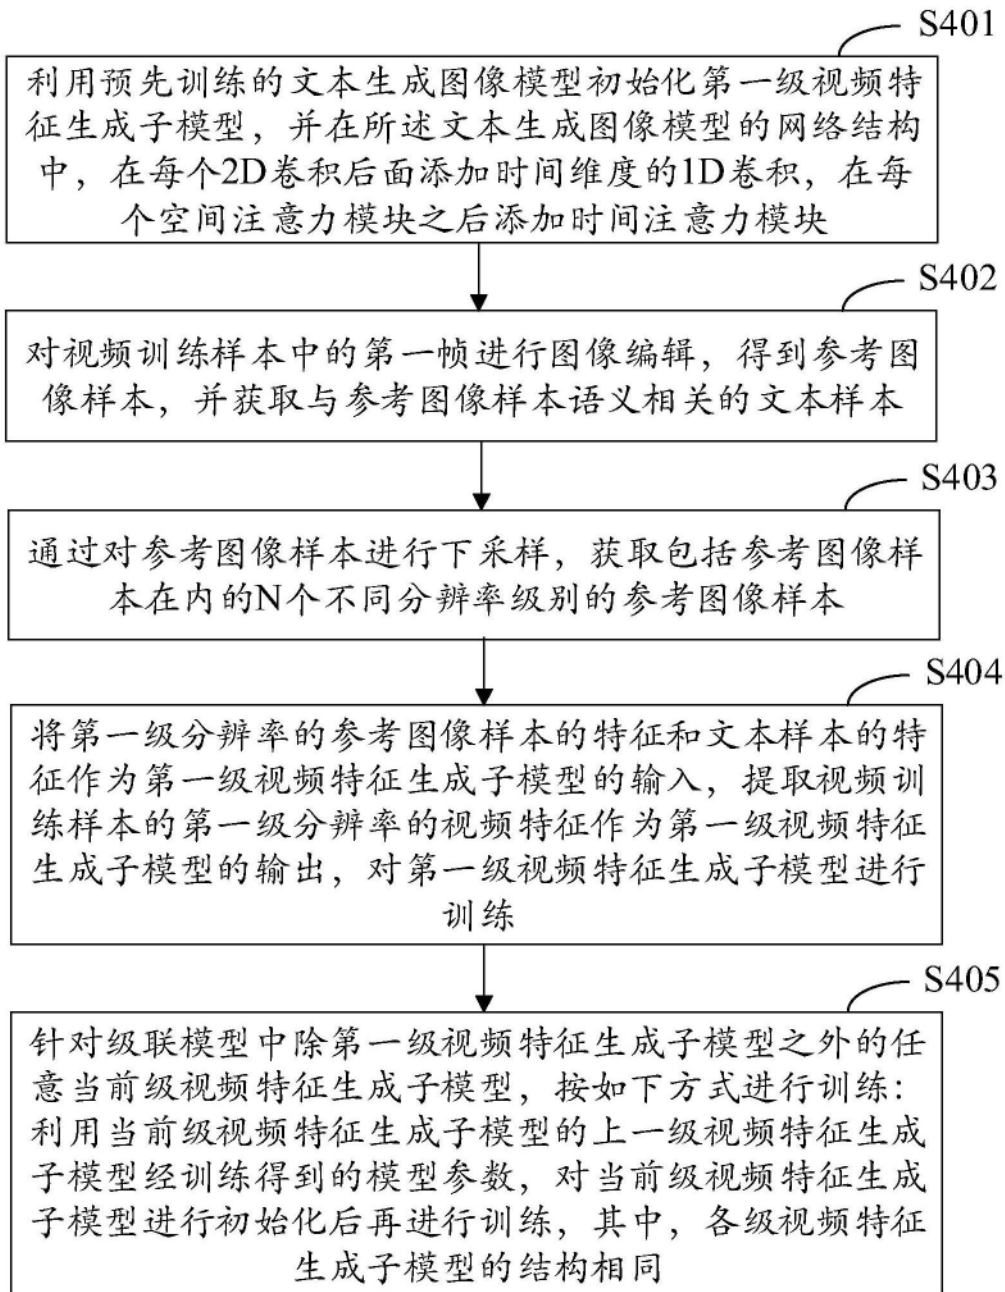 S401
利用预先训练的文本生成图像模型初始化第一级视频特
征生成子模型，并在所述文本生成图像模型的网络结构
中，在每个2D卷积后面添加时间维度的1D卷积，在每
个空间注意力模块之后添加时间注意力模块
S402
对视频训练样本中的第一帧进行图像编辑，得到参考图
像样本，并获取与参考图像样本语义相关的文本样本
S403
通过对参考图像样本进行下采样，获取包括参考图像样
本在内的N个不同分辨率级别的参考图像样本
S404
将第一级分辨率的参考图像样本的特征和文本样本的特
征作为第一级视频特征生成子模型的输入，提取视频训
练样本的第一级分辨率的视频特征作为第一级视频特征
生成子模型的输出，对第一级视频特征生成子模型进行
训练
S405
针对级联模型中除第一级视频特征生成子模型之外的任
意当前级视频特征生成子模型，按如下方式进行训练：
利用当前级视频特征生成子模型的上一级视频特征生成
子模型经训练得到的模型参数，对当前级视频特征生成
子模型进行初始化后再进行训练，其中，各级视频特征
生成子模型的结构相同